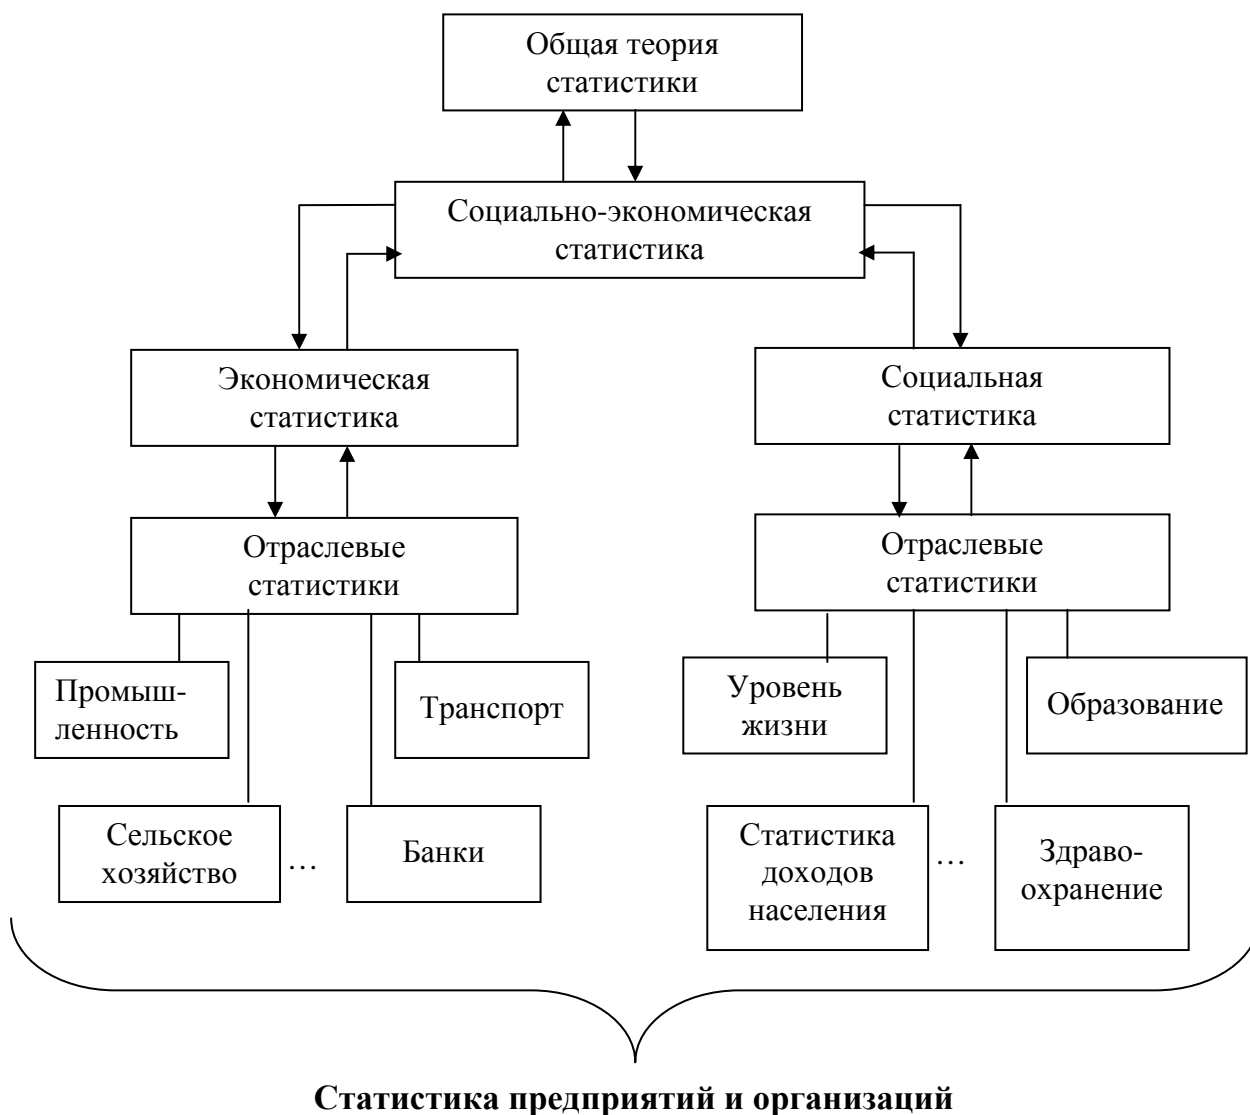 Общая теория
статистики
Социально-экономическая
статистика
Экономическая
статистика
Социальная
статистика
Отраслевые
статистики
Отраслевые
статистики
Промыш-
ленность
Транспорт
Уровень
жизни
Образование
Сельское
хозяйство
...
Банки
Статистика
доходов
населения
...
Здраво-
охранение
Статистика предприятий и организаций